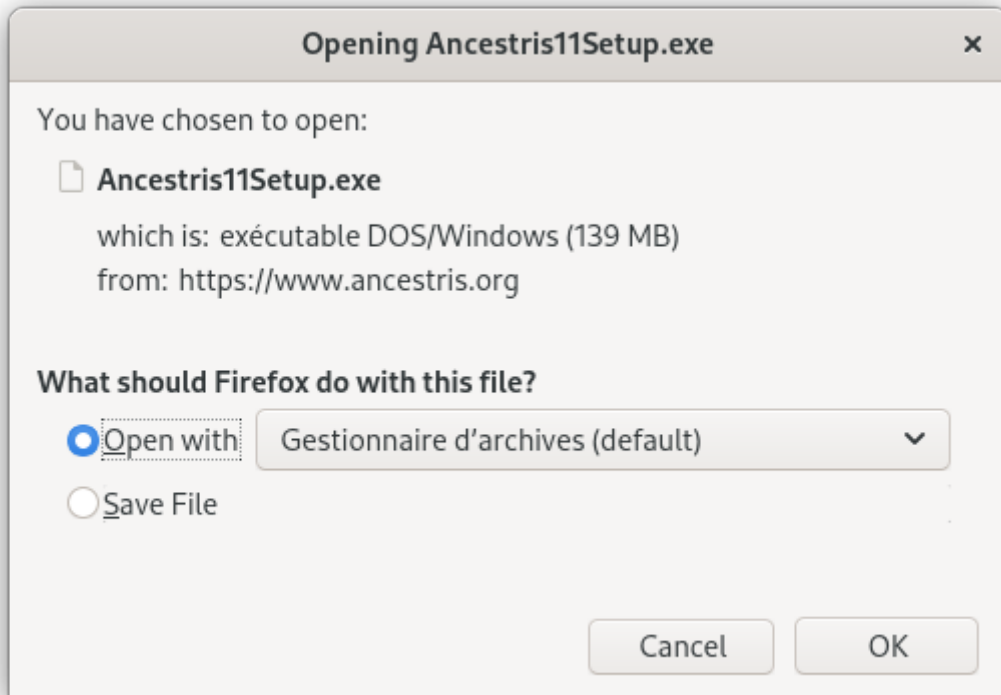 Opening Ancestris11Setup.exe ×
You have chosen to open:
Ancestris11Setup.exe
which is: exécutable DOS/Windows (139 MB)
from: https://www.ancestris.org
What should Firefox do with this file?
Open with Gestionnaire d'archives (default)
Save File
Cancel OK